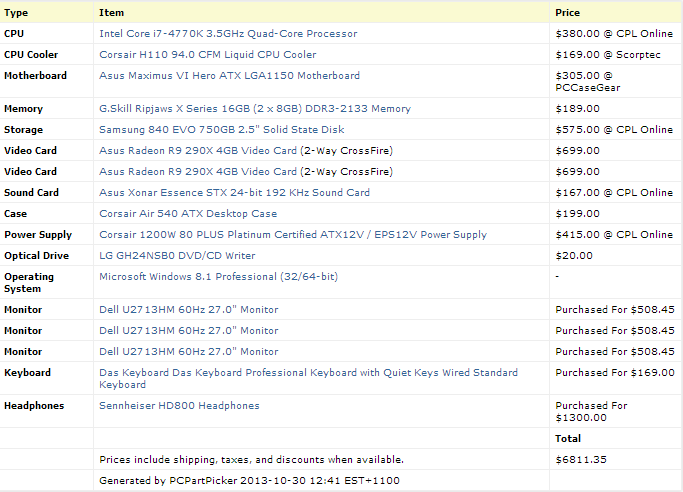 Type Item Price
CPU Intel Core i7-4770K 3.5GHz Quad-Core Processor $380.00 @ CPL Online
CPU Cooler Corsair H110 94.0 CFM Liquid CPU Cooler $169.00 @ Scorptec
Motherboard Asus Maximus VI Hero ATX LGA1150 Motherboard $305.00 @
PCCaseGear
Memory G.Skill Ripjaws X Series 16GB (2 x 8GB) DDR3-2133 Memory $189.00
Storage Samsung 840 EVO 750GB 2.5" Solid State Disk $575.00 @ CPL Online
Video Card Asus Radeon R9 290X 4GB Video Card (2-Way CrossFire) $699.00
Video Card Asus Radeon R9 290X 4GB Video Card (2-Way CrossFire) $699.00
Sound Card Asus Xonar Essence STX 24-bit 192 KHz Sound Card $167.00 @ CPL Online
Case Corsair Air 540 ATX Desktop Case $199.00
Power Supply Corsair 1200W 80 PLUS Platinum Certified ATX12V / EPS12V Power Supply $415.00 @ CPL Online
Optical Drive LG GH24NSB0 DVD/CD Writer $20.00
Operating
System Microsoft Windows 8.1 Professional (32/64-bit) -
Monitor Dell U2713HM 60Hz 27.0" Monitor Purchased For $508.45
Monitor Dell U2713HM 60Hz 27.0" Monitor Purchased For $508.45
Monitor Dell U2713HM 60Hz 27.0" Monitor Purchased For $508.45
Keyboard Das Keyboard Das Keyboard Professional Keyboard with Quiet Keys Wired Standard
Keyboard Purchased For $169.00
Headphones Sennheiser HD800 Headphones Purchased For
$1300.00
Total
Prices include shipping, taxes, and discounts when available. $6811.35
Generated by PCPartPicker 2013-10-30 12:41 EST+1100